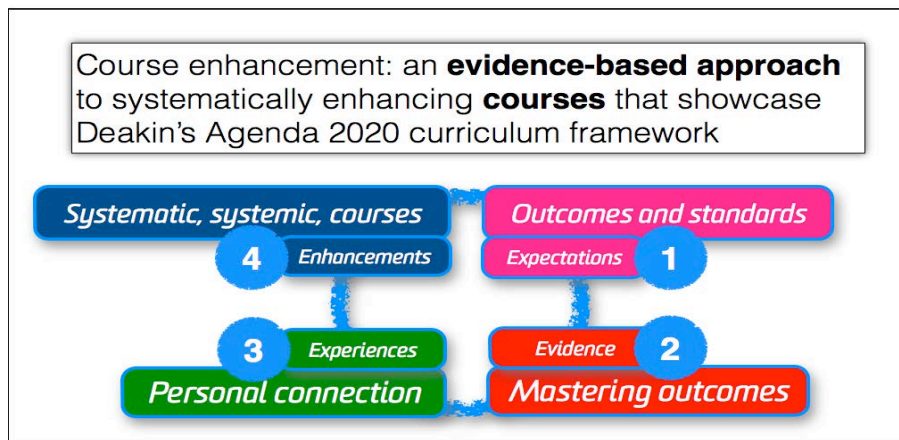 Course enhancement: an evidence-based approach
to systematically enhancing courses that showcase
Deakin's Agenda 2020 curriculum framework
Systematic, systemic, courses
4
Enhancements
Outcomes and standards
Expectations
1
Evidence
2
Mastering outcomes
3
Experiences
Personal connection